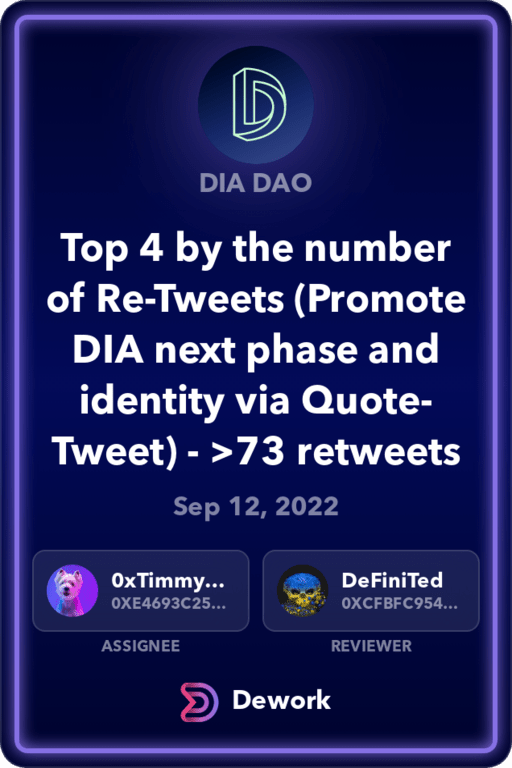 DIA DAO
Top 4 by the number
of Re-Tweets (Promote
DIA next phase and
identity via Quote-
Tweet) - >73 retweets
Sep 12, 2022
0xTimmy...
0XE4693C25...
ASSIGNEE
DeFiniTed
0XCFBFC954...
REVIEWER
Dework